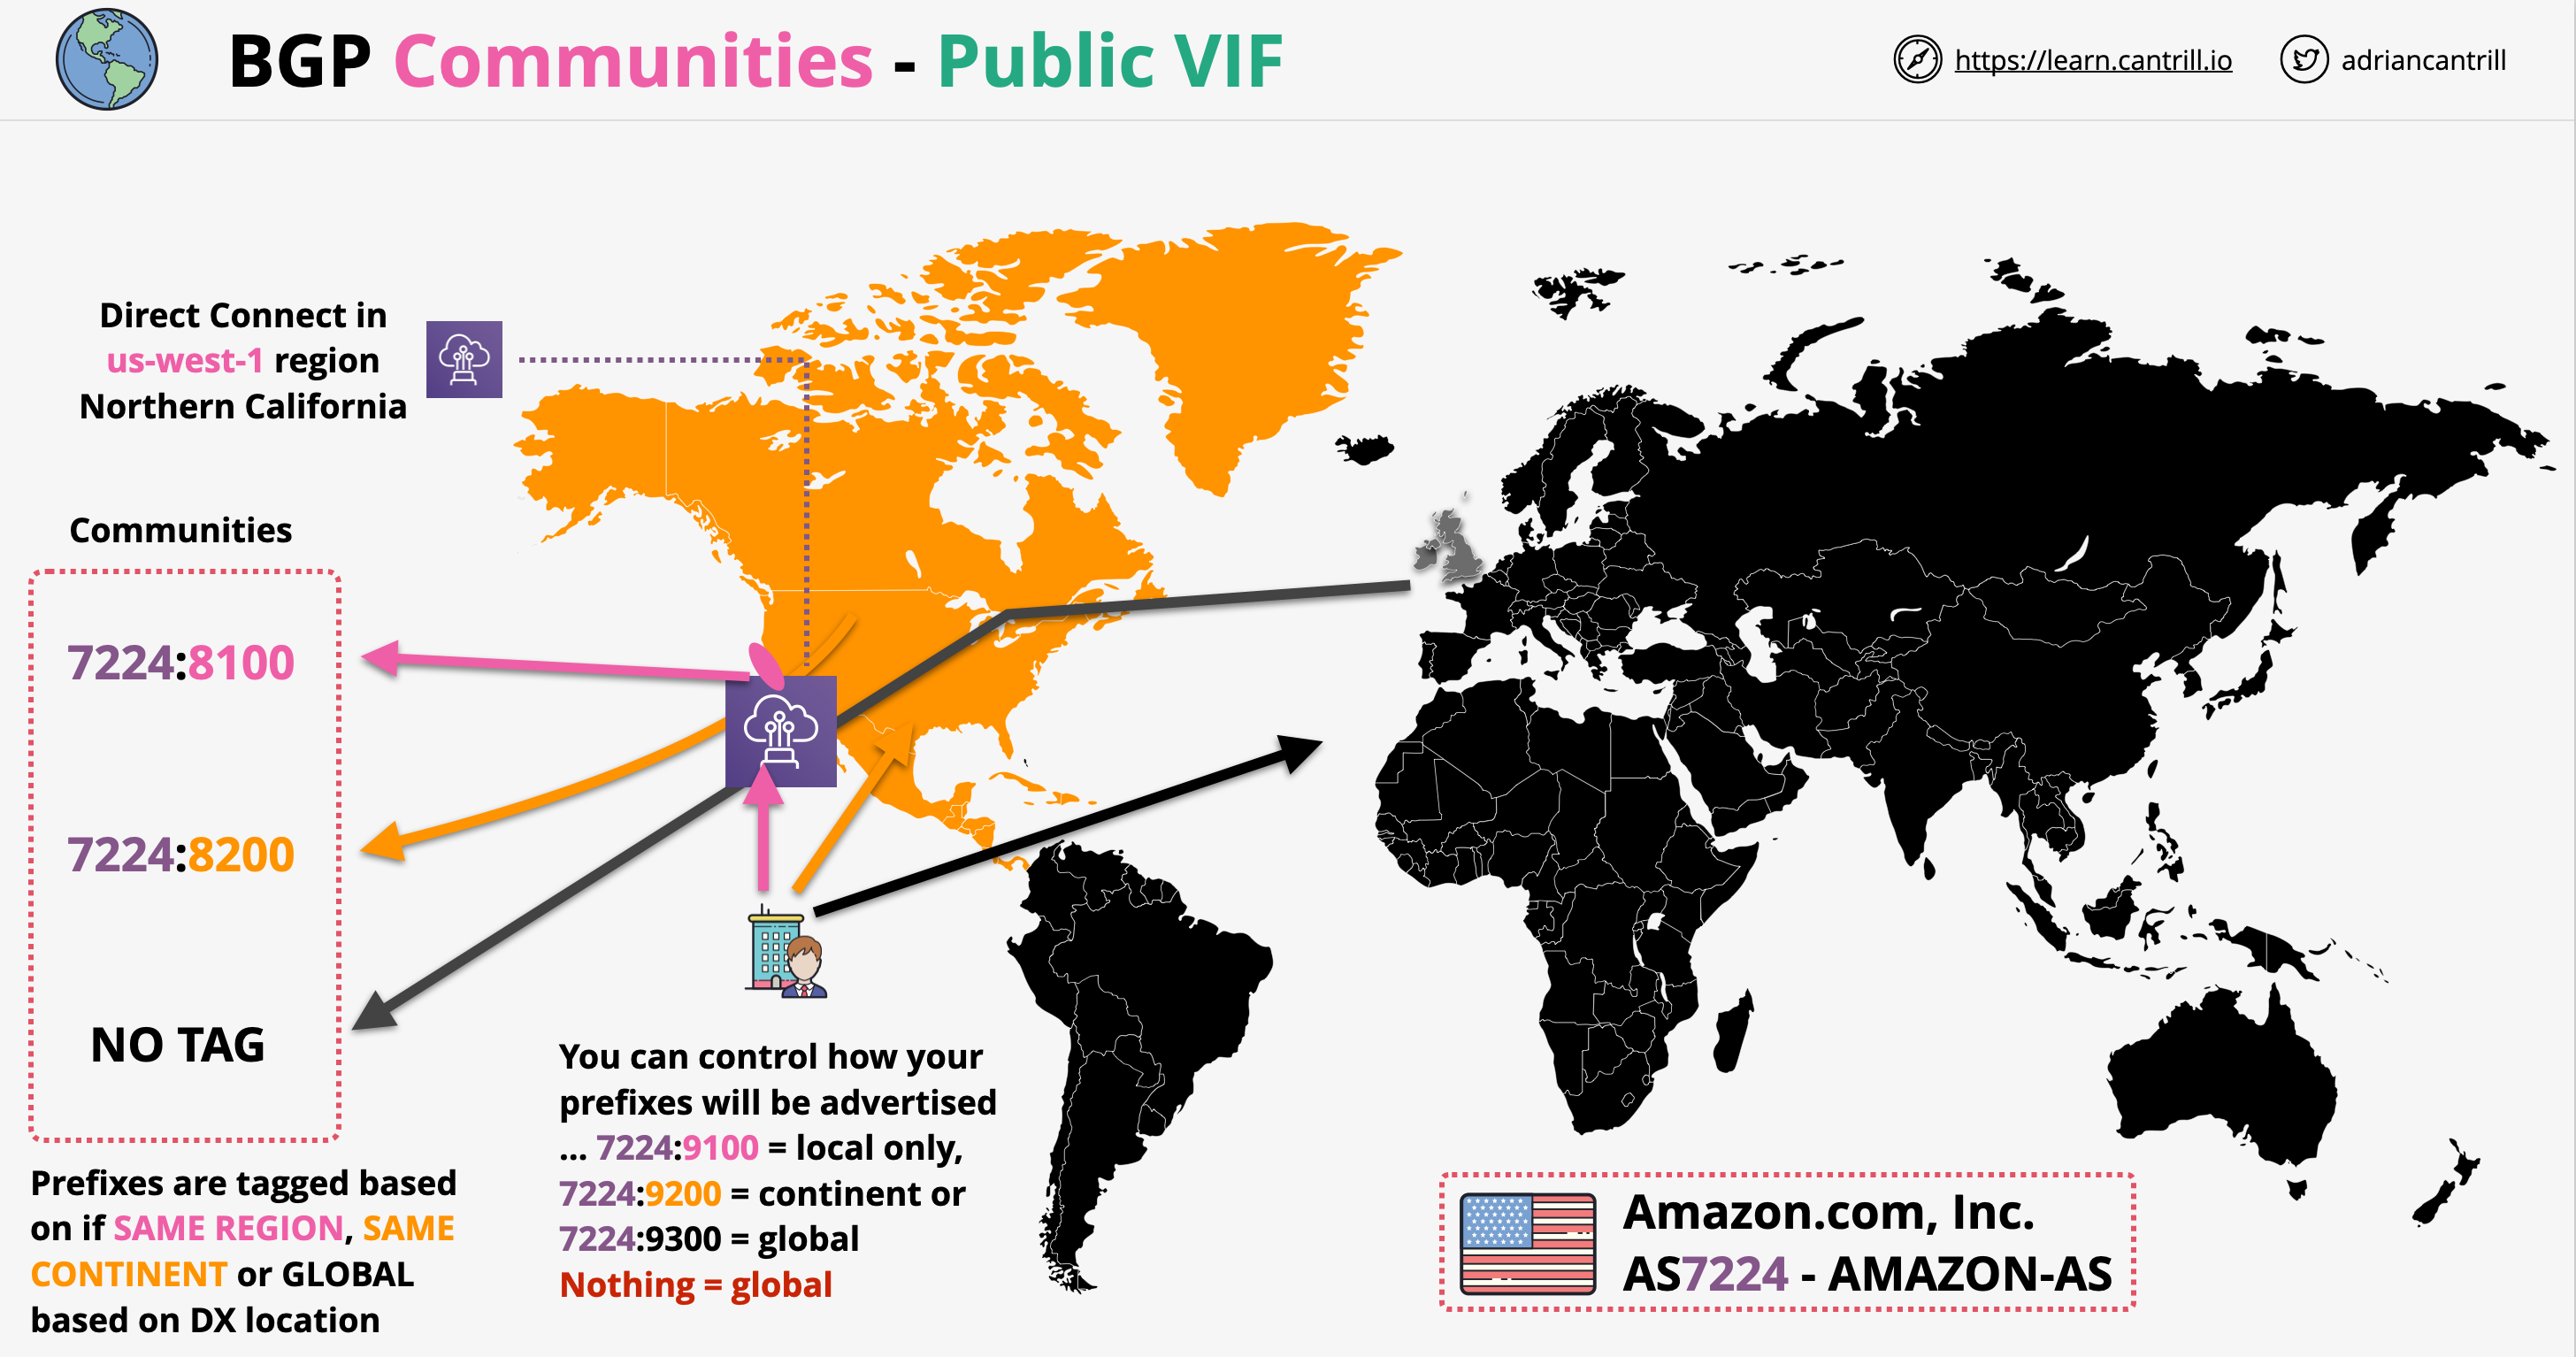 BGP Communities - Public VIF
https://learn.cantrill.io
adriancantrill
Direct Connect in
us-west-1 region
Northern California
Communities
7224:8100
7224:8200
NO TAG
Prefixes are tagged based
on if SAME REGION, SAME
CONTINENT or GLOBAL
based on DX location
You can control how your
prefixes will be advertised
... 7224:9100 = local only,
7224:9200 = continent or
7224:9300 = global
Nothing = global
Amazon.com, Inc.
AS7224 - AMAZON-AS